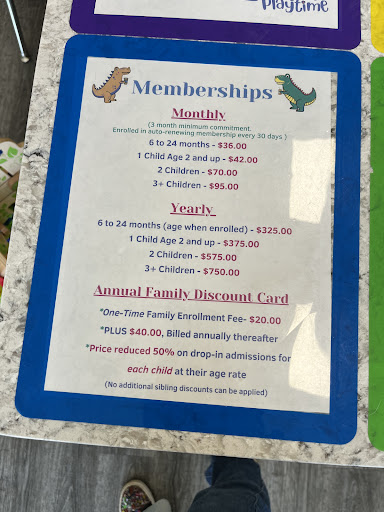 Playtime
Memberships
Monthly
(3 month minimum commitment.
Enrolled in auto-renewing membership every 30 days )
6 to 24 months - $36.00
1 Child Age 2 and up - $42.00
2 Children - $70.00
3+ Children - $95.00
Yearly
6 to 24 months (age when enrolled) - $325.00
1 Child Age 2 and up - $375.00
2 Children - $575.00
3+ Children - $750.00
Annual Family Discount Card
*One-Time Family Enrollment Fee- $20.00
*PLUS $40.00, Billed annually thereafter
*Price reduced 50% on drop-in admissions for
each child at their age rate
(No additional sibling discounts can be applied)